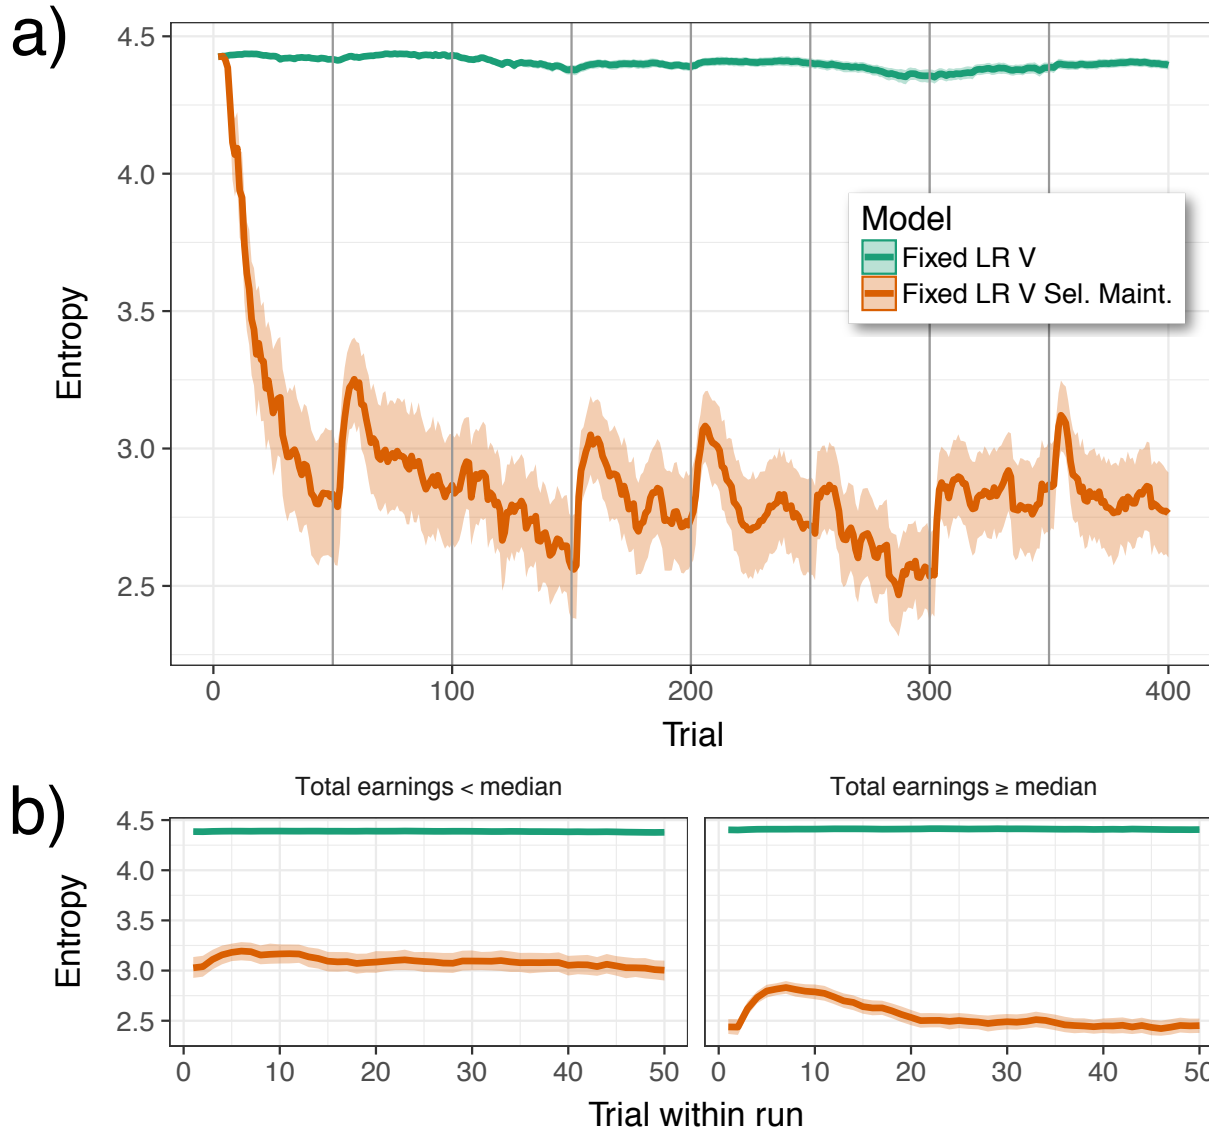 a)
4.5
4.0
3.5
3.0
2.5
Entropy
Model
Fixed LR V
Fixed LR V Sel. Maint.
0 100 200 300 400
Trial
b)
Total earnings < median
Total earnings ≥ median
4.5
4.0
3.5
3.0
2.5
Entropy
0 10 20 30 40 50
0 10 20 30 40 50
Trial within run